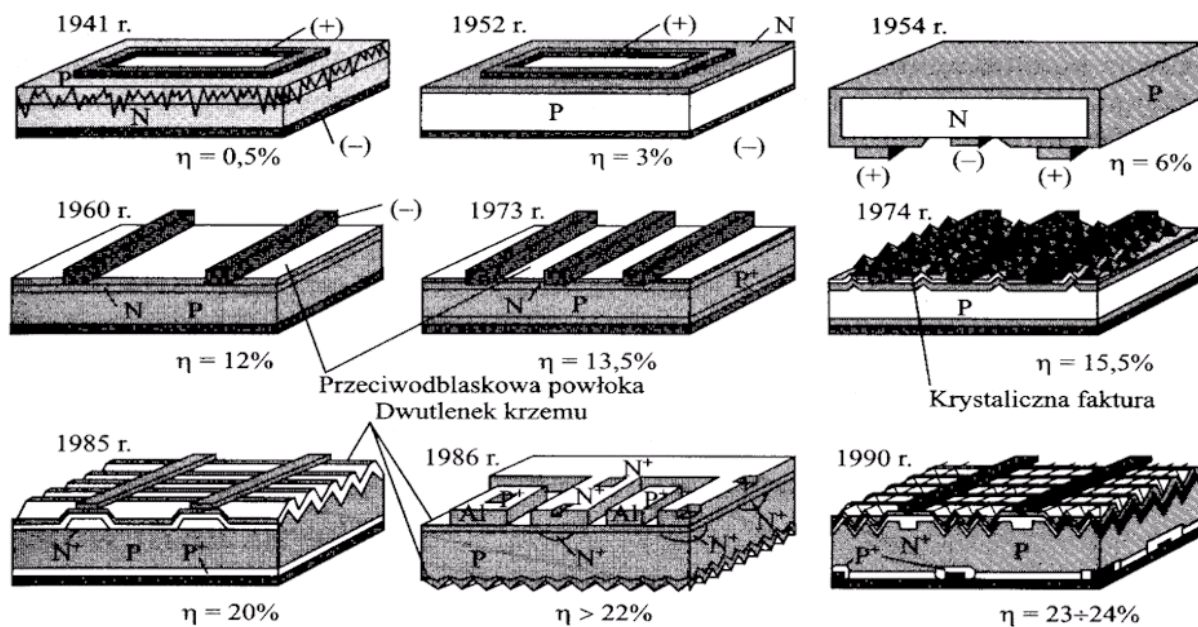 1941 r.
(+)
P
N
(−)
η = 0,5%
1952 r.
(+)
N
P
(−)
η = 3%
1954 r.
P
N
(+)
(−)
(+)
η = 6%
1960 r.
(−)
N
P
η = 12%
1973 r.
P⁺
N
P
η = 13,5%
1974 r.
P
η = 15,5%
Przeciwodblaskowa powłoka
Dwutlenek krzemu
Krystaliczna faktura
1985 r.
N⁺
P
P⁺
η = 20%
1986 r.
N⁺
P⁺
N⁺
P⁺
Al
Al
N⁺
P
N⁺
N⁺
η > 22%
1990 r.
P⁺
N⁺
P
η = 23÷24%